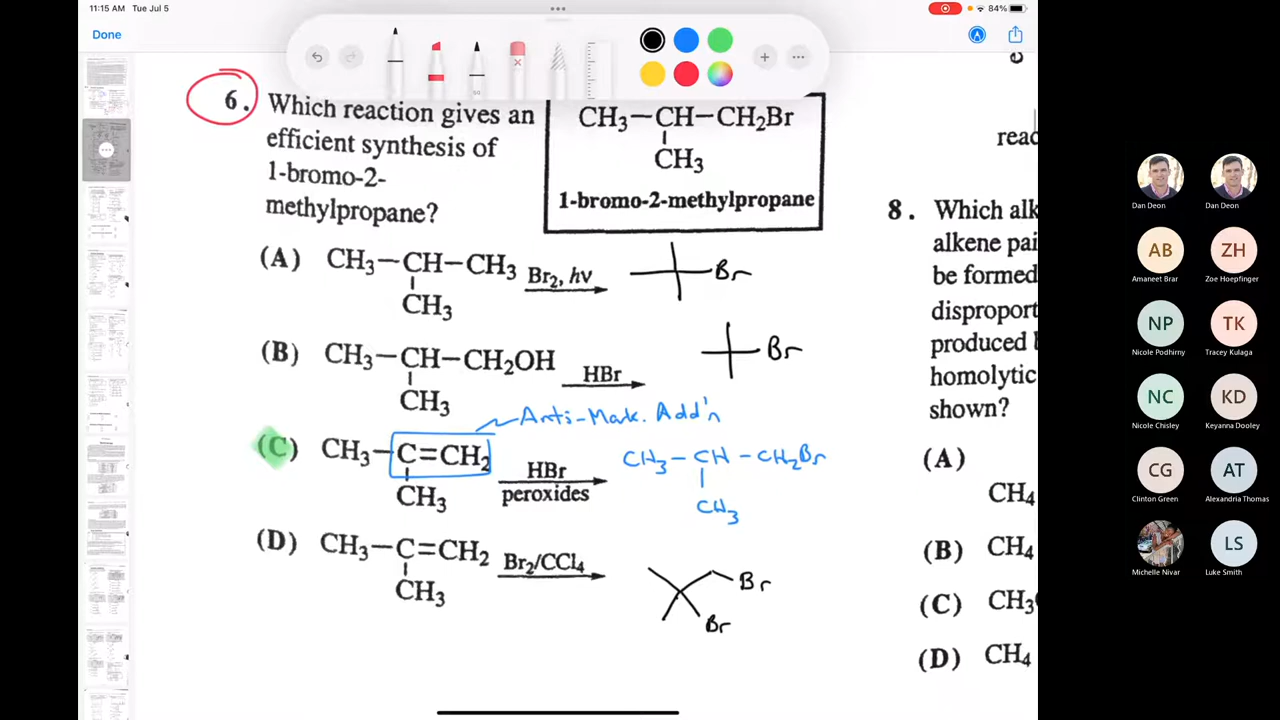 11:15 AM Tue Jul 5
84%
Done
50
6. Which reaction gives an
efficient synthesis of
1-bromo-2-
methylpropane?
CH3—CH—CH2Br
CH3
1-bromo-2-methylpropane
(A) CH3—CH—CH3 Br2, hν Br
CH3
(B) CH3—CH—CH2OH HBr Br
CH3
Anti-Mark. Add'n
(C) CH3—C=CH2 HBr peroxides CH3 — CH — CH2Br
CH3 CH3
(D) CH3—C=CH2 Br2/CCl4 Br
CH3 Br
reac
8. Which alk
alkene pai
be formed
disproport
produced
homolytic
shown?
(A)
CH4
(B) CH4
(C) CH3
(D) CH4
Dan Deon
Dan Deon
AB
Amaneet Brar
ZH
Zoe Hoepfinger
NP
Nicole Podhirny
TK
Tracey Kulaga
NC
Nicole Chisley
KD
Keyanna Dooley
CG
Clinton Green
AT
Alexandria Thomas
Michelle Nivar
LS
Luke Smith